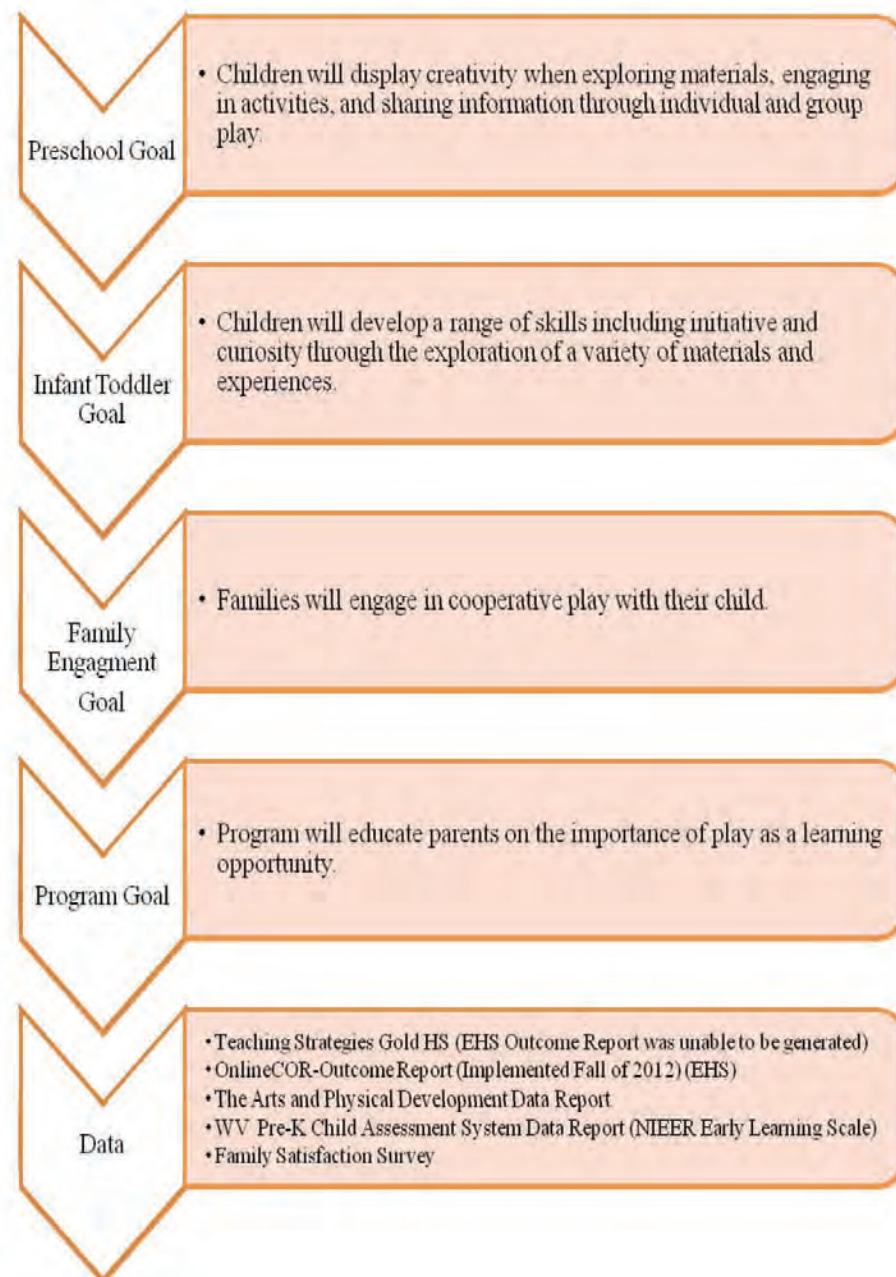 Preschool Goal
• Children will display creativity when exploring materials, engaging
in activities, and sharing information through individual and group
play.
Infant Toddler
Goal
• Children will develop a range of skills including initiative and
curiosity through the exploration of a variety of materials and
experiences.
Family
Engagment
Goal
• Families will engage in cooperative play with their child.
Program Goal
• Program will educate parents on the importance of play as a learning
opportunity.
Data
• Teaching Strategies Gold HS (EHS Outcome Report was unable to be generated)
• OnlineCOR-Outcome Report (Implemented Fall of 2012) (EHS)
• The Arts and Physical Development Data Report
• WV Pre-K Child Assessment System Data Report (NIEER Early Learning Scale)
• Family Satisfaction Survey